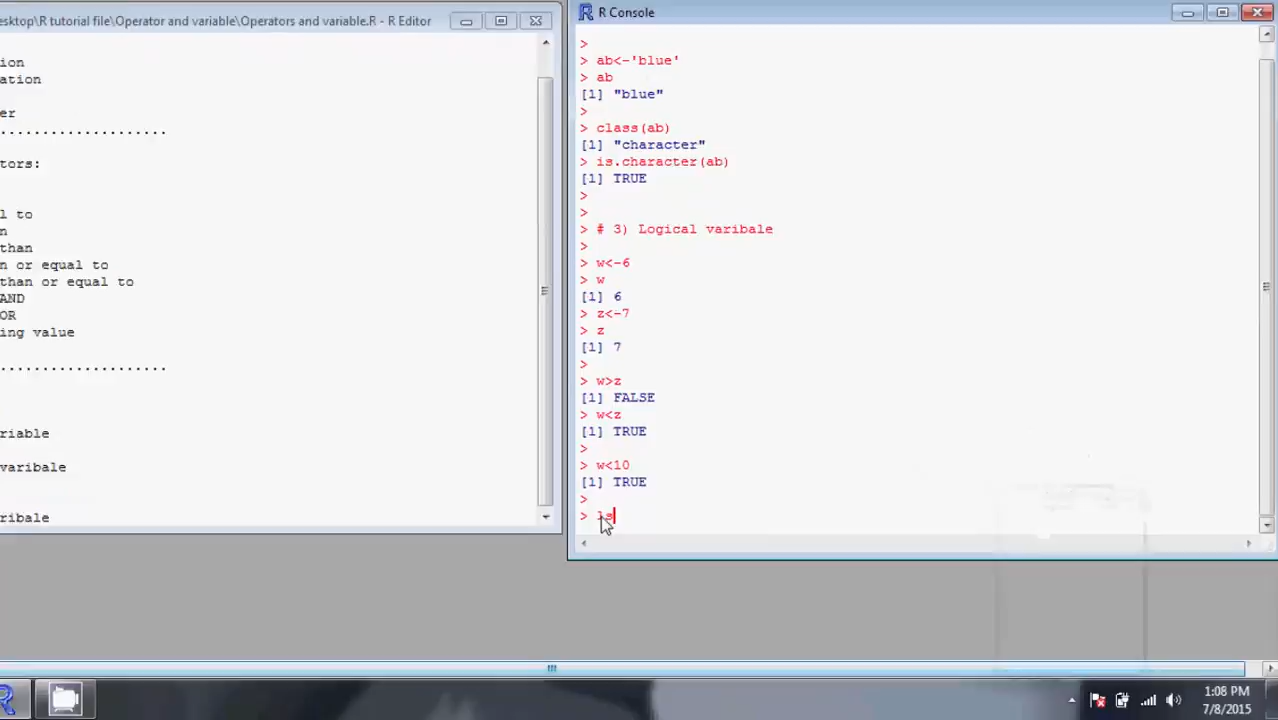 esktop\R tutorial file\Operator and variable\Operators and variable.R - R Editor
ion
ation
er
....................
tors:
l to
n
than
n or equal to
than or equal to
AND
OR
ing value
....................
riable
varibale
ribale
R Console
>
> ab<-'blue'
> ab
[1] "blue"
>
> class(ab)
[1] "character"
> is.character(ab)
[1] TRUE
>
>
> # 3) Logical varibale
>
> w<-6
> w
[1] 6
> z<-7
> z
[1] 7
>
> w>z
[1] FALSE
> w<z
[1] TRUE
>
> w<10
[1] TRUE
>
> ls
1:08 PM
7/8/2015